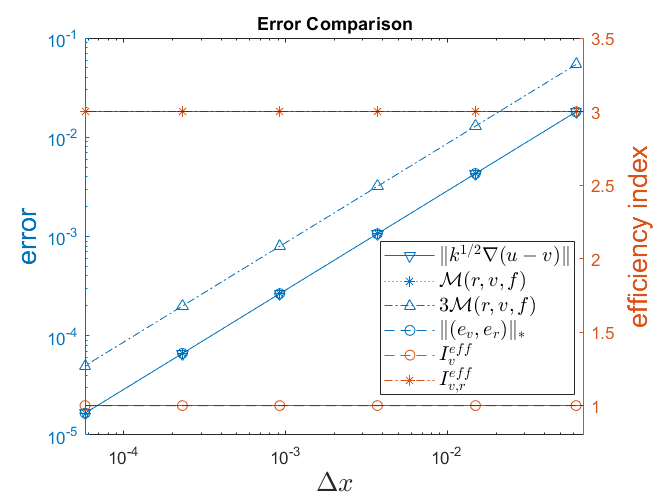 Error Comparison
error
10^-1
10^-2
10^-3
10^-4
10^-5
3.5
3
2.5
2
1.5
1
efficiency index
‖k^{1/2}∇(u − v)‖
ℳ(r, v, f)
3ℳ(r, v, f)
‖(e_v, e_r)‖_*
I_v^{eff}
I_{v,r}^{eff}
10^-4
10^-3
10^-2
Δx